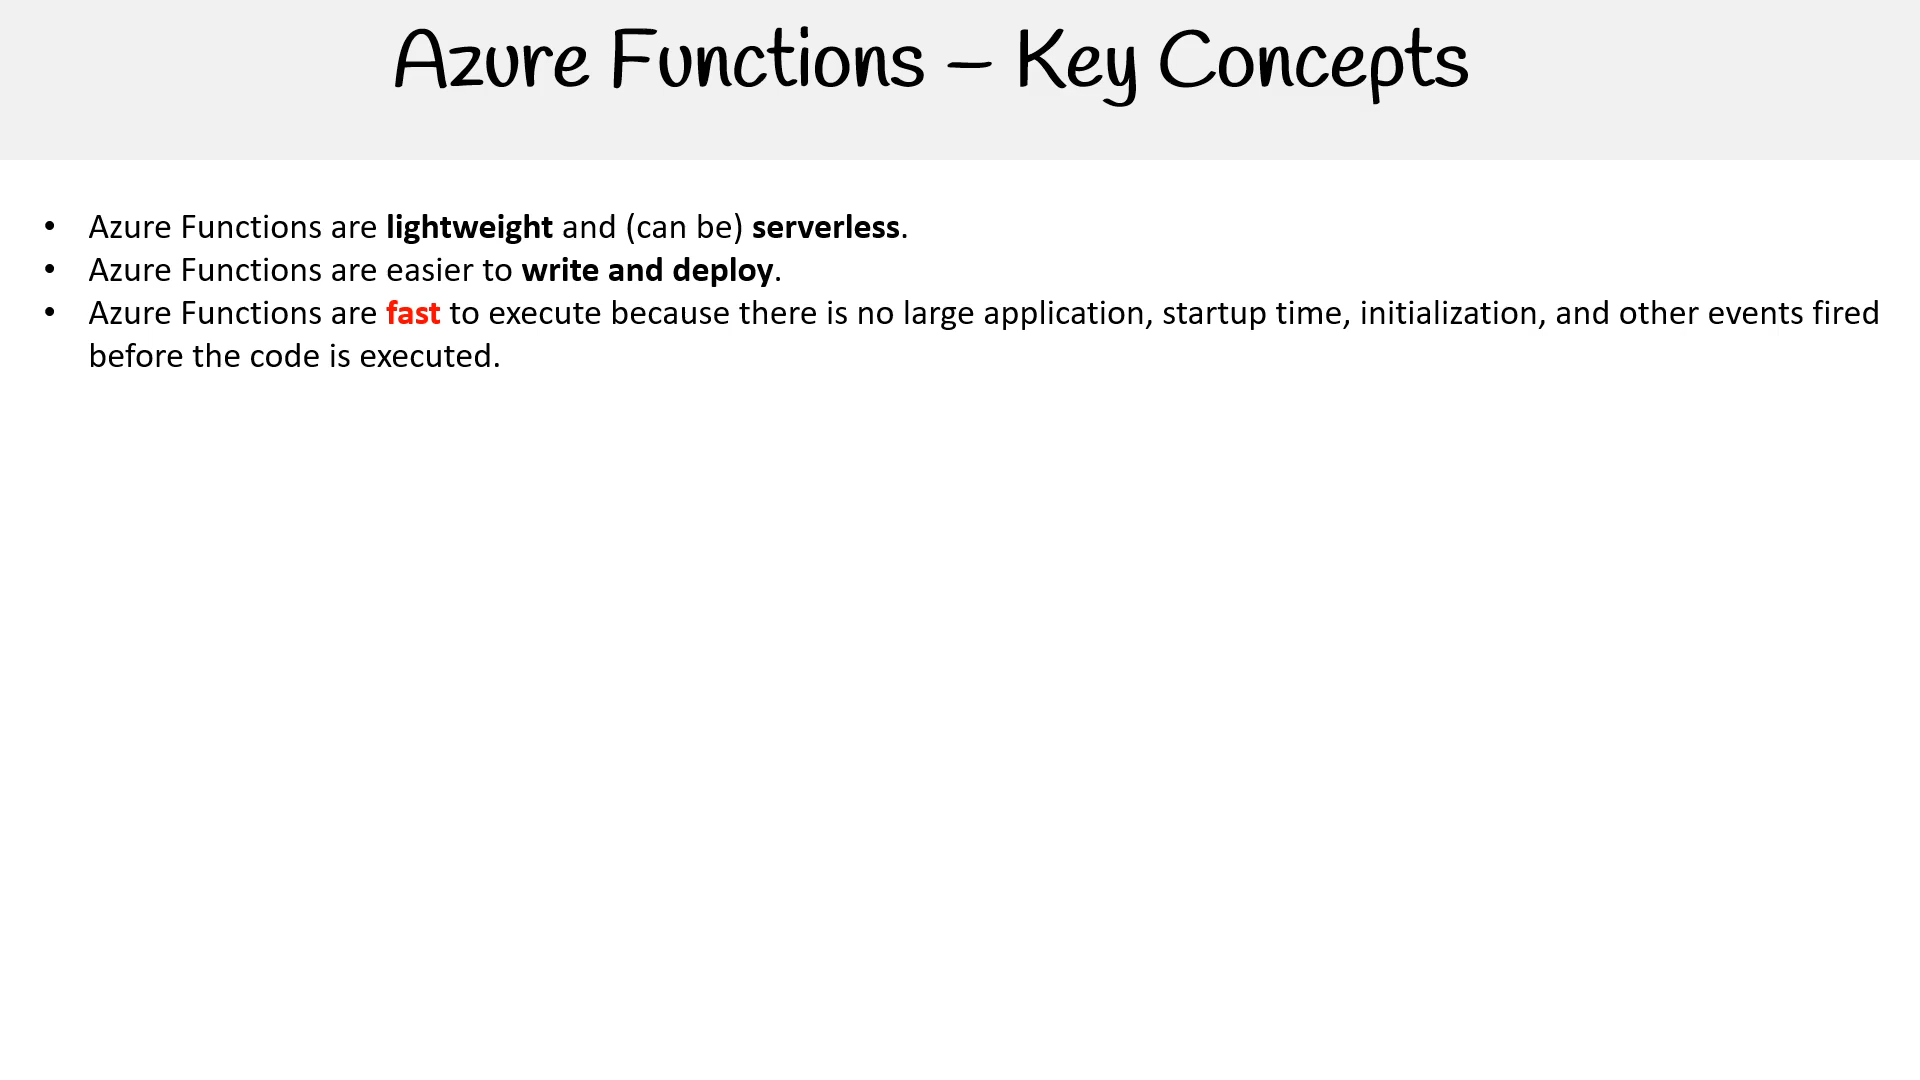 Azure Functions – Key Concepts
• Azure Functions are lightweight and (can be) serverless.
• Azure Functions are easier to write and deploy.
• Azure Functions are fast to execute because there is no large application, startup time, initialization, and other events fired
before the code is executed.